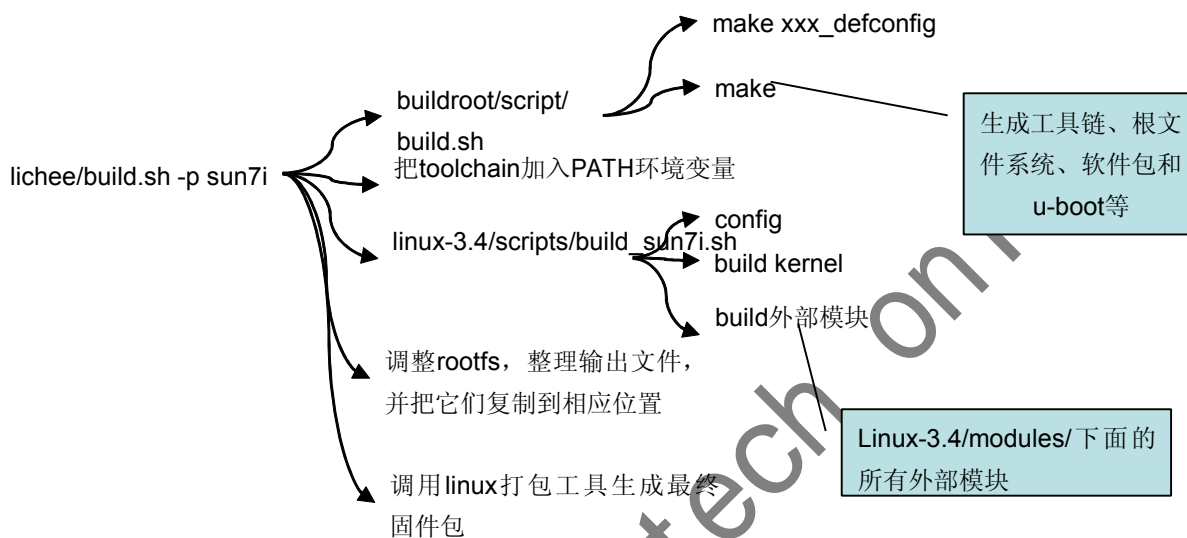 make xxx_defconfig
buildroot/script/
build.sh
make
生成工具链、根文
件系统、软件包和
u-boot等
lichee/build.sh -p sun7i
把toolchain加入PATH环境变量
linux-3.4/scripts/build_sun7i.sh
config
build kernel
build外部模块
调整rootfs，整理输出文件，
并把它们复制到相应位置
Linux-3.4/modules/下面的
所有外部模块
调用linux打包工具生成最终
固件包
tech on